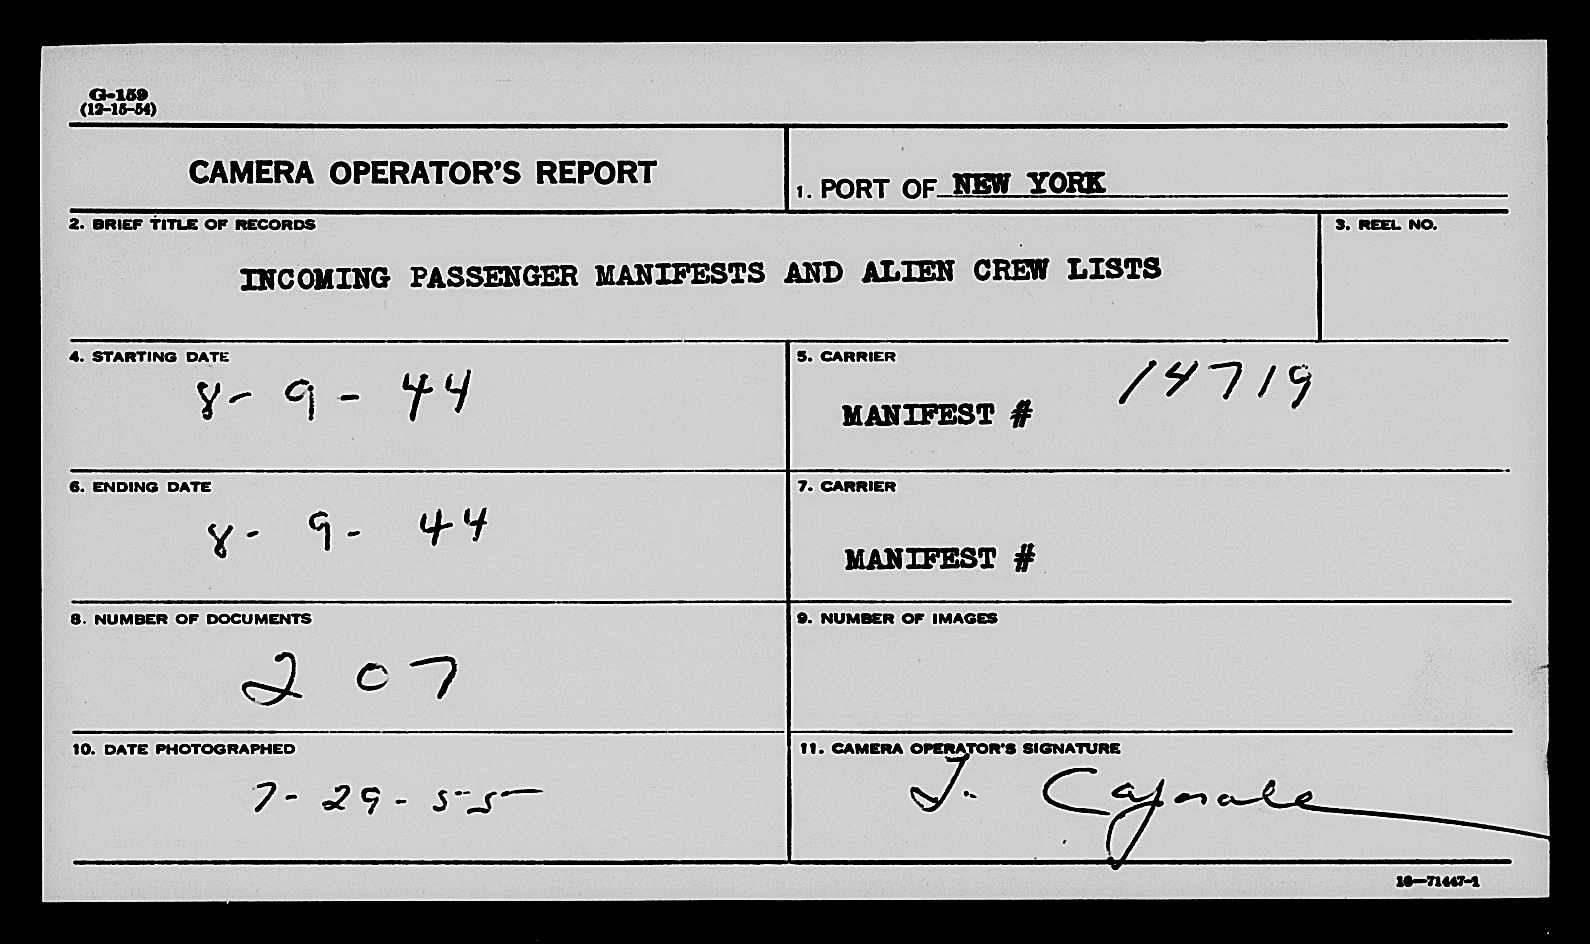 G-159
(12-15-54)
CAMERA OPERATOR'S REPORT
1. PORT OF NEW YORK
2. BRIEF TITLE OF RECORDS
3. REEL NO.
INCOMING PASSENGER MANIFESTS AND ALIEN CREW LISTS
4. STARTING DATE
8-9-44
5. CARRIER
MANIFEST # 14719
6. ENDING DATE
8-9-44
7. CARRIER
MANIFEST #
8. NUMBER OF DOCUMENTS
207
9. NUMBER OF IMAGES
10. DATE PHOTOGRAPHED
7-29-55
11. CAMERA OPERATOR'S SIGNATURE
16—71447-1